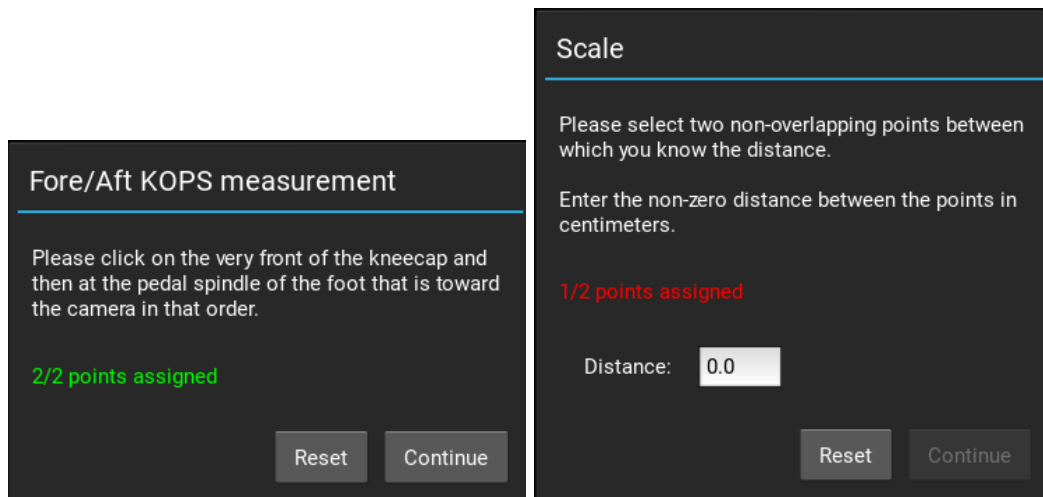 Fore/Aft KOPS measurement
Please click on the very front of the kneecap and
then at the pedal spindle of the foot that is toward
the camera in that order.
2/2 points assigned
Reset
Continue
Scale
Please select two non-overlapping points between
which you know the distance.
Enter the non-zero distance between the points in
centimeters.
1/2 points assigned
Distance: 0.0
Reset
Continue